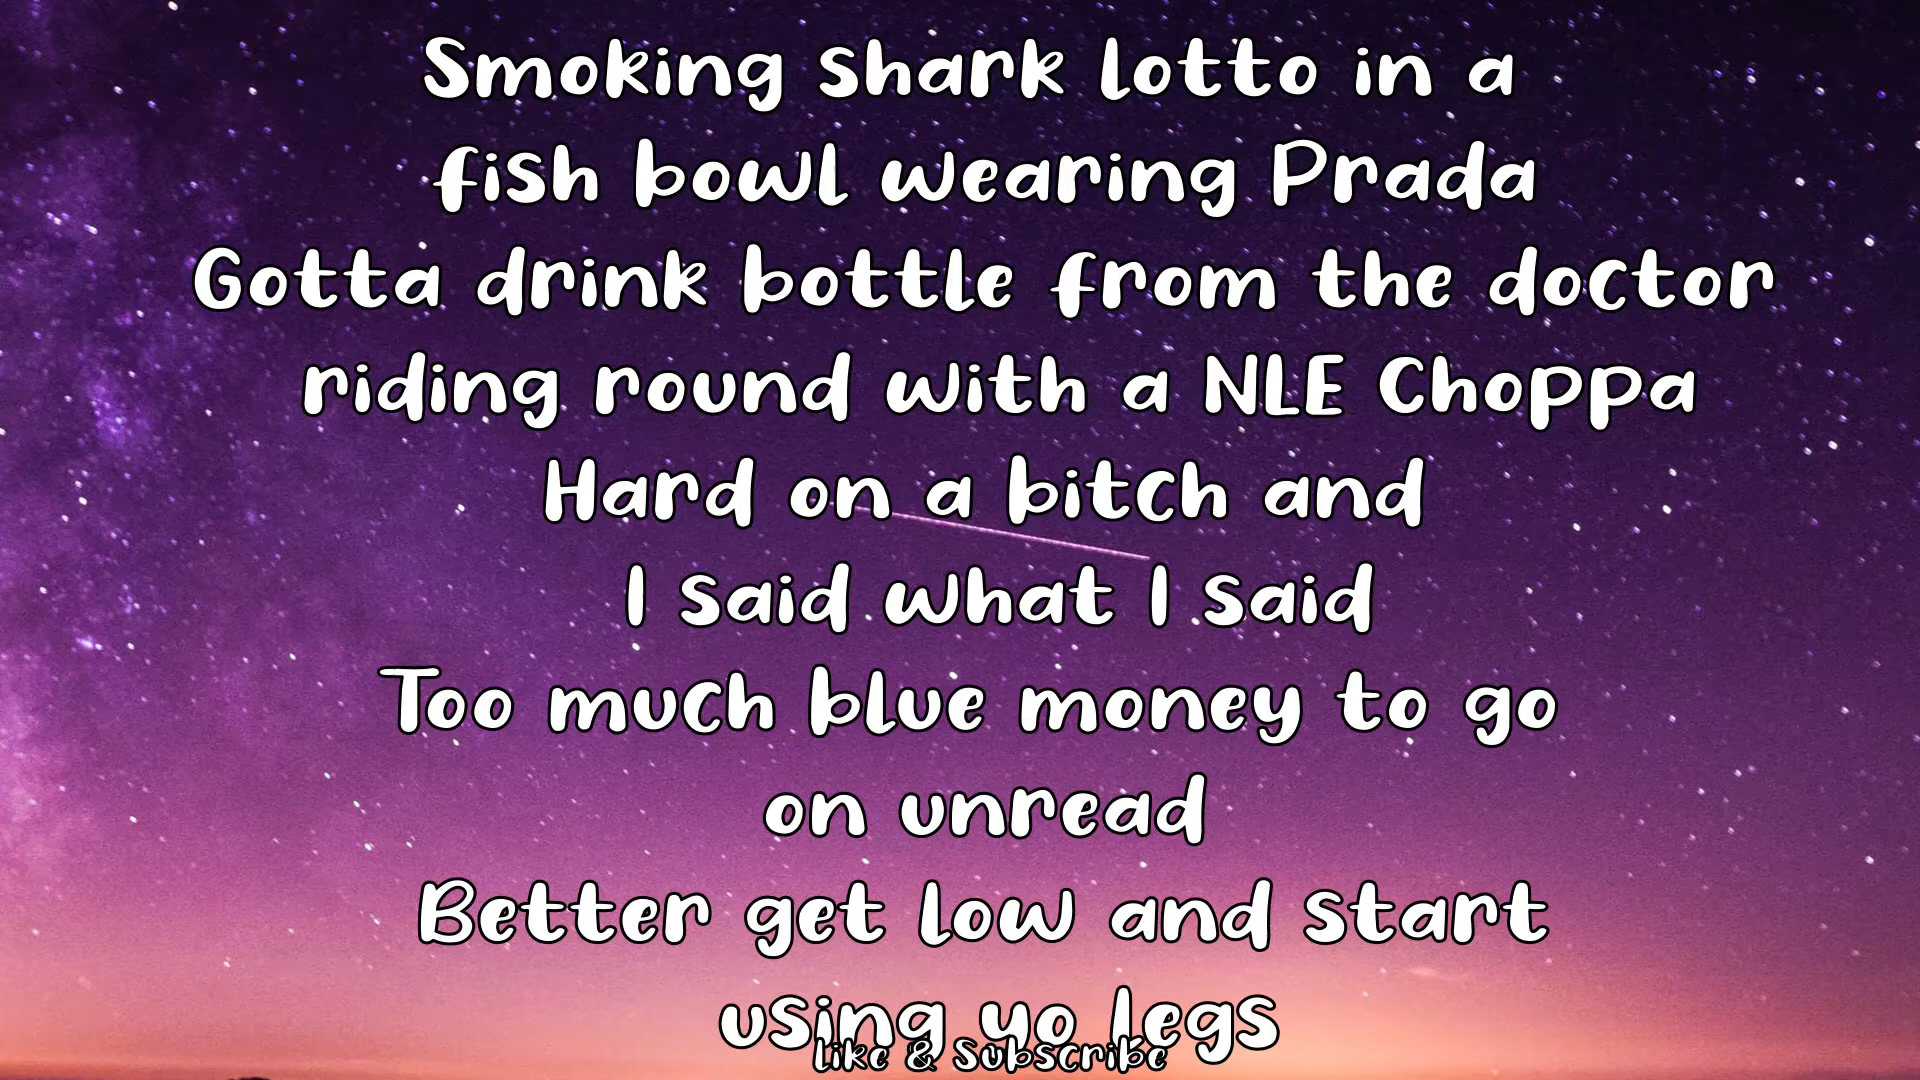 Smoking shark lotto in a
fish bowl wearing Prada
Gotta drink bottle from the doctor
riding round with a NLE Choppa
Hard on a bitch and
I said what I said
Too much blue money to go
on unread
Better get low and start
using yo legs
like & Subscribe